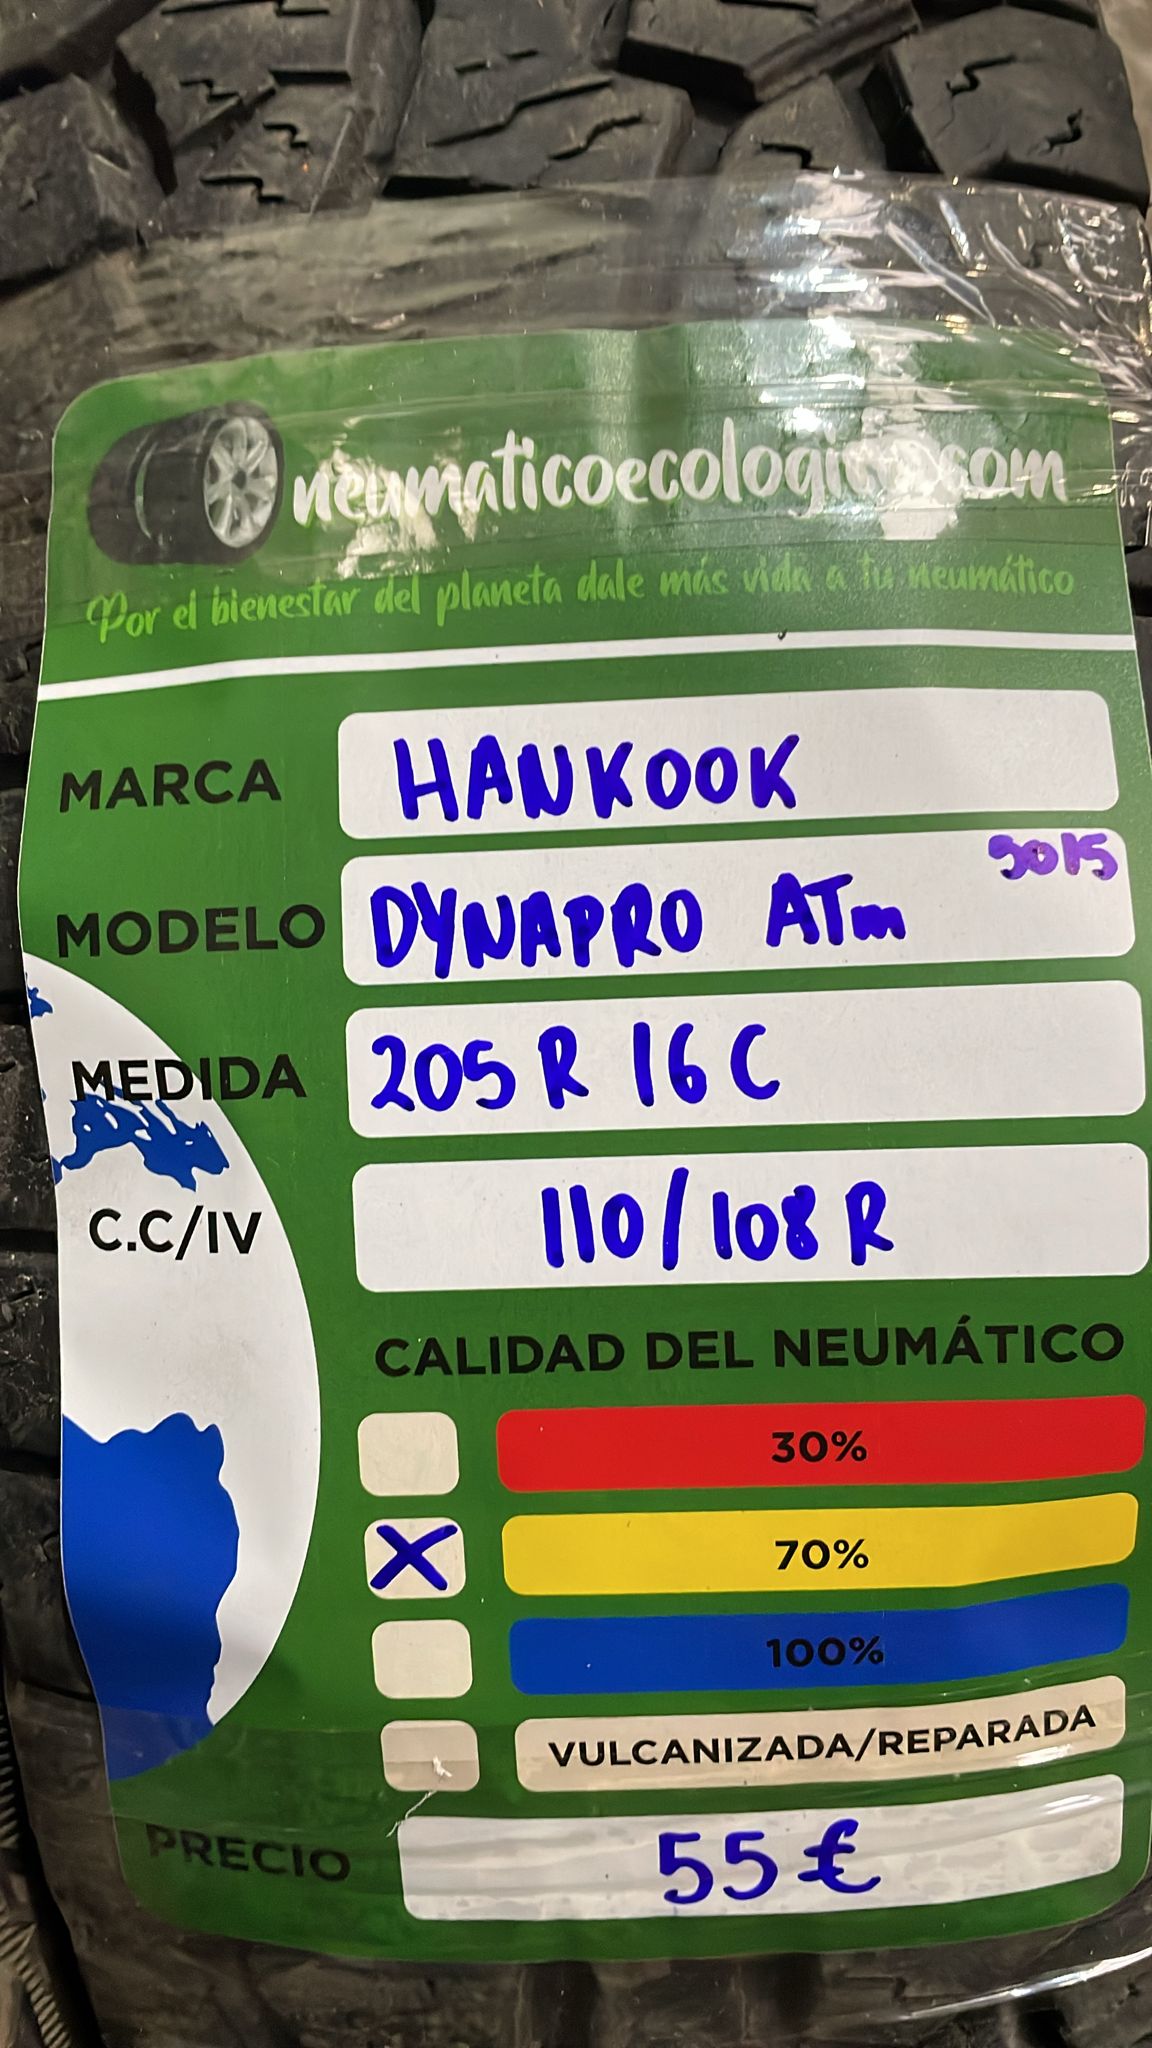 neumaticoecologico.com
Por el bienestar del planeta dale más vida a tu neumático
MARCA HANKOOK
MODELO DYNAPRO ATm 5015
MEDIDA 205 R 16 C
C.C/IV 110/108 R
CALIDAD DEL NEUMÁTICO
30%
X 70%
100%
VULCANIZADA/REPARADA
PRECIO 55€